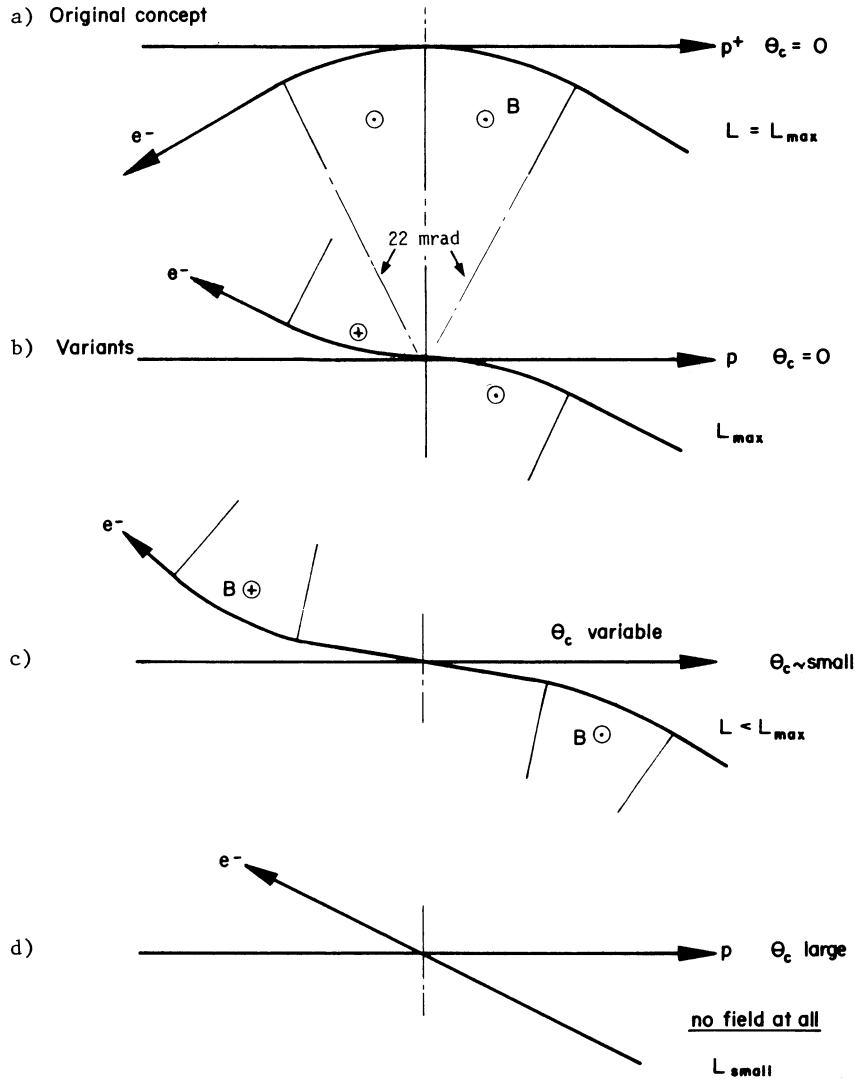 a) Original concept
p+ θc = 0
B
e-
L = Lmax
22 mrad
e-
b) Variants
p θc = 0
Lmax
e-
B
θc variable
c)
θc ~ small
L < Lmax
B
e-
d)
p θc large
no field at all
Lsmall